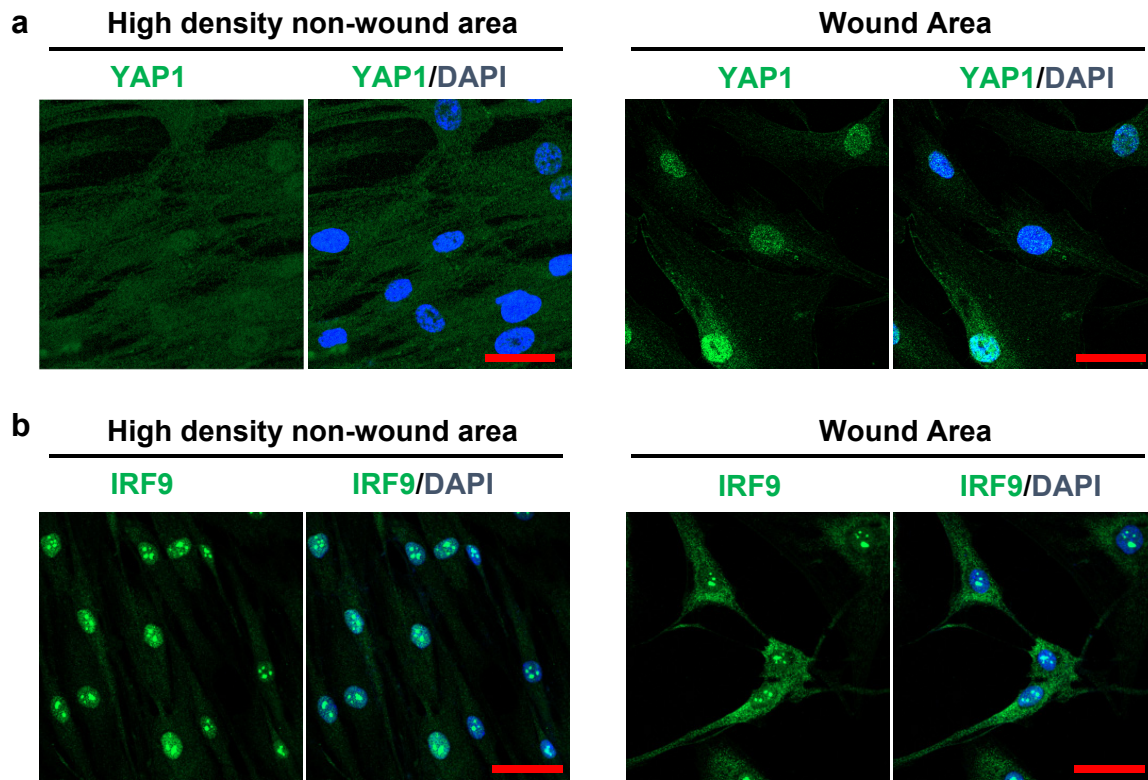 a
High density non-wound area
Wound Area
YAP1
YAP1/DAPI
YAP1
YAP1/DAPI
b
High density non-wound area
Wound Area
IRF9
IRF9/DAPI
IRF9
IRF9/DAPI